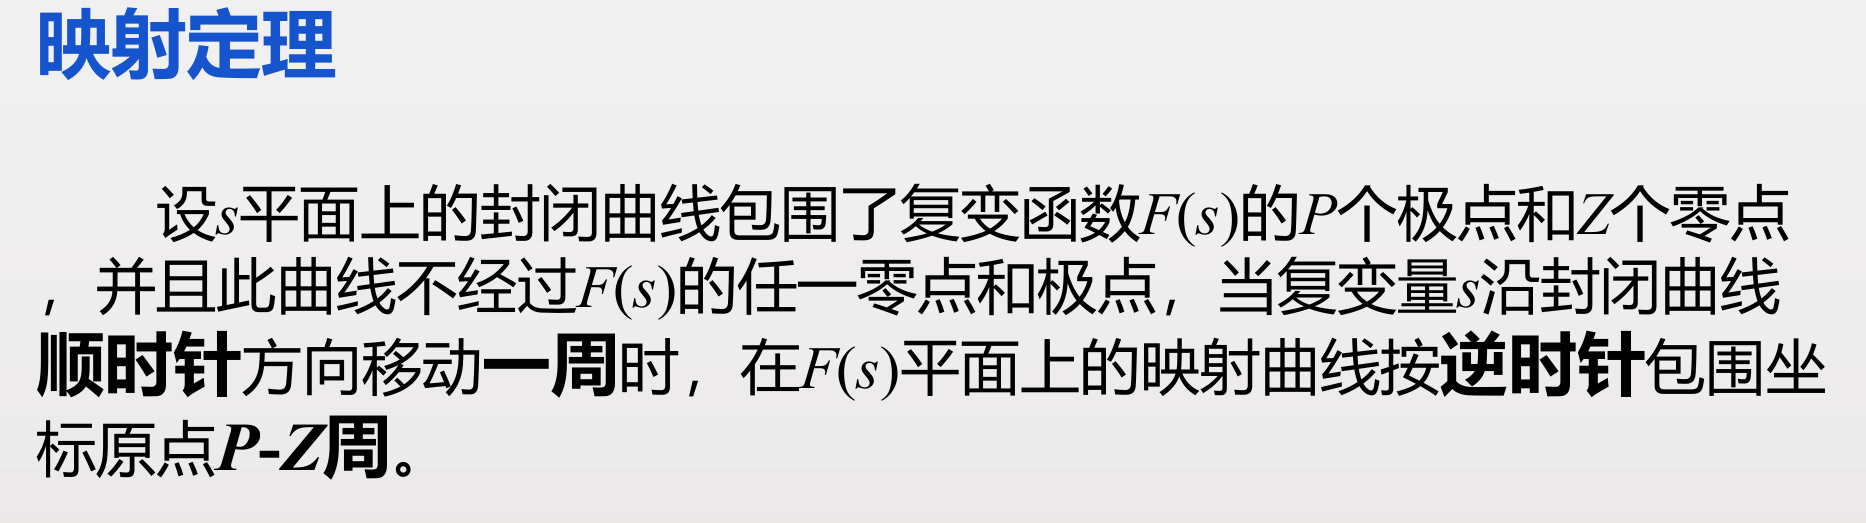 映射定理
设s平面上的封闭曲线包围了复变函数F(s)的P个极点和Z个零点
，并且此曲线不经过F(s)的任一零点和极点，当复变量s沿封闭曲线
顺时针方向移动一周时，在F(s)平面上的映射曲线按逆时针包围坐
标原点P-Z周。